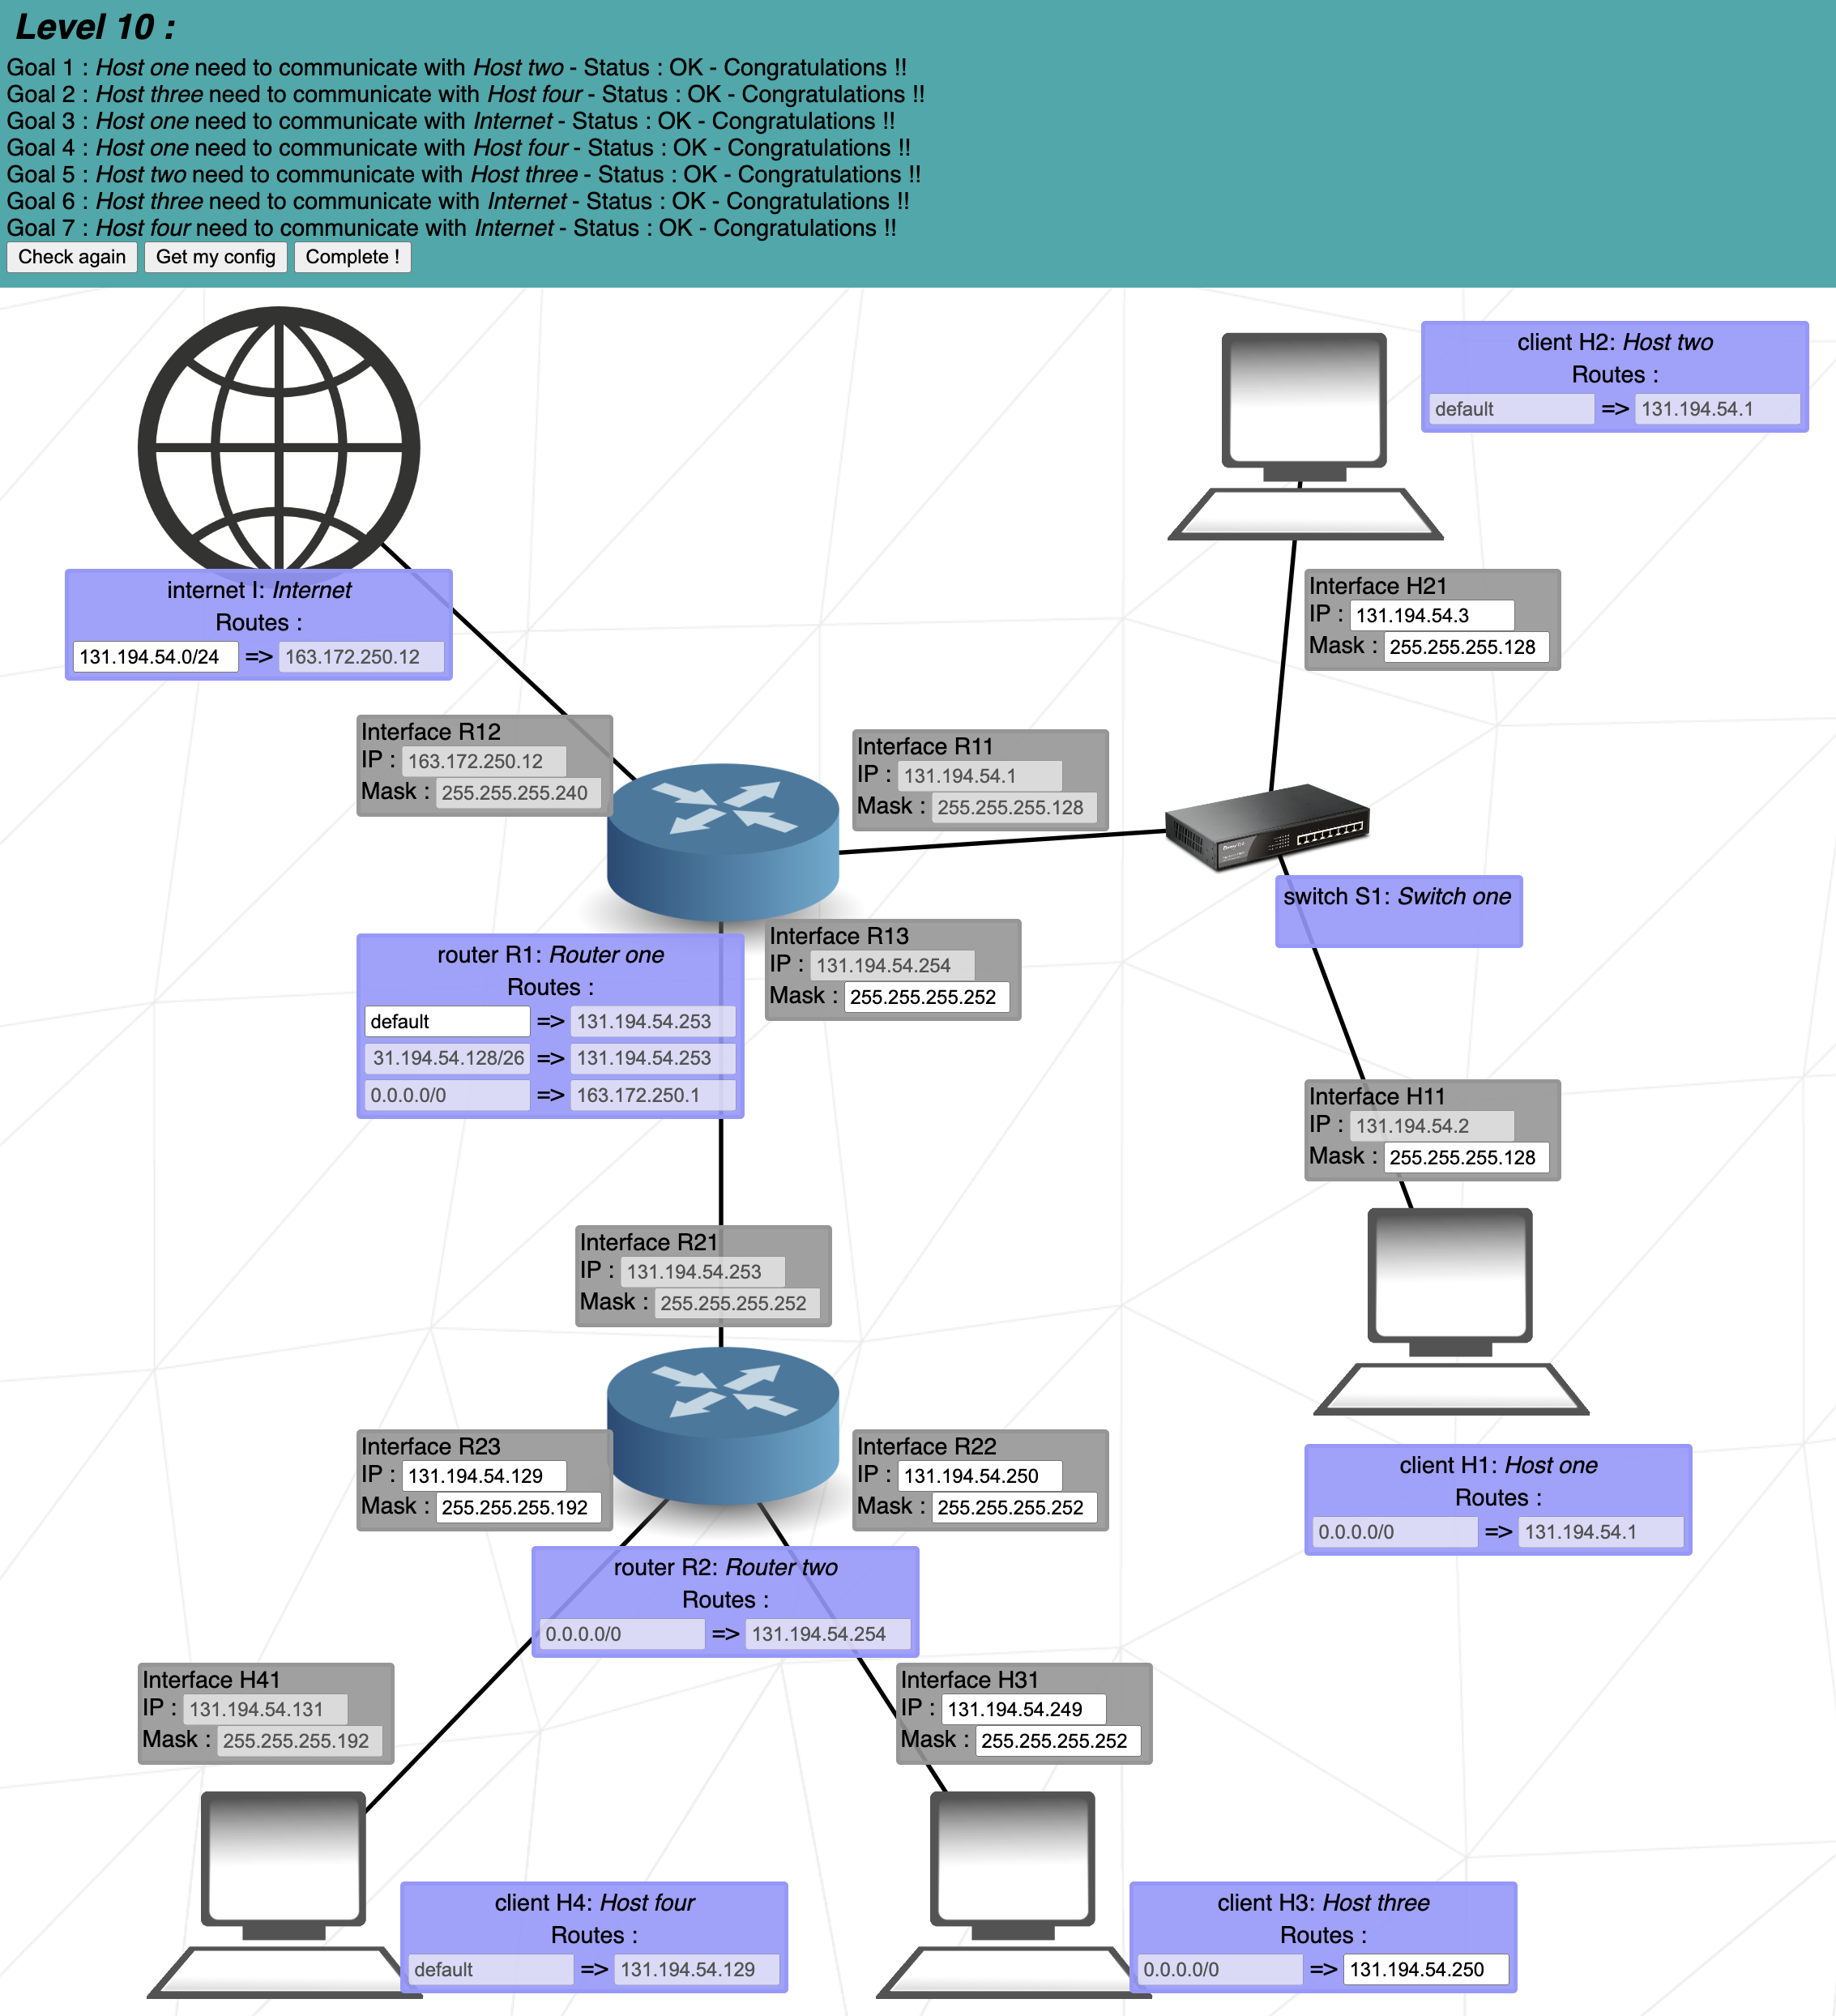 Level 10 :
Goal 1 : Host one need to communicate with Host two - Status : OK - Congratulations !!
Goal 2 : Host three need to communicate with Host four - Status : OK - Congratulations !!
Goal 3 : Host one need to communicate with Internet - Status : OK - Congratulations !!
Goal 4 : Host one need to communicate with Host four - Status : OK - Congratulations !!
Goal 5 : Host two need to communicate with Host three - Status : OK - Congratulations !!
Goal 6 : Host three need to communicate with Internet - Status : OK - Congratulations !!
Goal 7 : Host four need to communicate with Internet - Status : OK - Congratulations !!
Check again Get my config Complete !
client H2: Host two
Routes :
default => 131.194.54.1
internet I: Internet
Routes :
131.194.54.0/24 => 163.172.250.12
Interface H21
IP : 131.194.54.3
Mask : 255.255.255.128
Interface R12
IP : 163.172.250.12
Mask : 255.255.255.240
Interface R11
IP : 131.194.54.1
Mask : 255.255.255.128
switch S1: Switch one
Interface R13
IP : 131.194.54.254
Mask : 255.255.255.252
router R1: Router one
Routes :
default => 131.194.54.253
31.194.54.128/26 => 131.194.54.253
0.0.0.0/0 => 163.172.250.1
Interface H11
IP : 131.194.54.2
Mask : 255.255.255.128
Interface R21
IP : 131.194.54.253
Mask : 255.255.255.252
Interface R23
IP : 131.194.54.129
Mask : 255.255.255.192
Interface R22
IP : 131.194.54.250
Mask : 255.255.255.252
client H1: Host one
Routes :
0.0.0.0/0 => 131.194.54.1
router R2: Router two
Routes :
0.0.0.0/0 => 131.194.54.254
Interface H41
IP : 131.194.54.131
Mask : 255.255.255.192
Interface H31
IP : 131.194.54.249
Mask : 255.255.255.252
client H4: Host four
Routes :
default => 131.194.54.129
client H3: Host three
Routes :
0.0.0.0/0 => 131.194.54.250